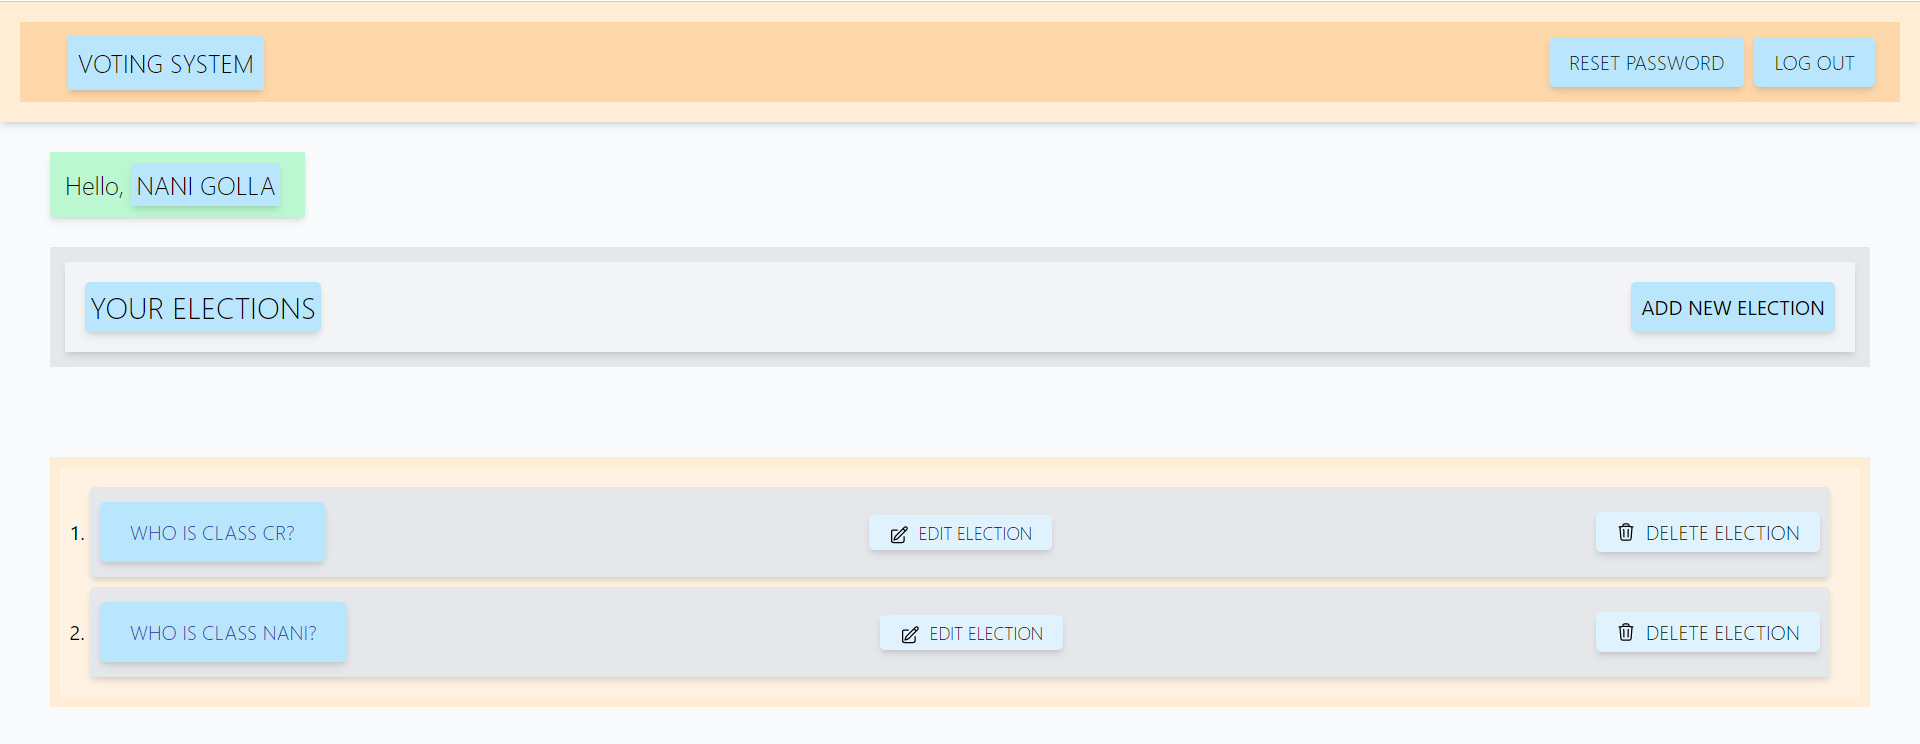 VOTING SYSTEM RESET PASSWORD LOG OUT
Hello, NANI GOLLA
YOUR ELECTIONS ADD NEW ELECTION
1. WHO IS CLASS CR? EDIT ELECTION DELETE ELECTION
2. WHO IS CLASS NANI? EDIT ELECTION DELETE ELECTION